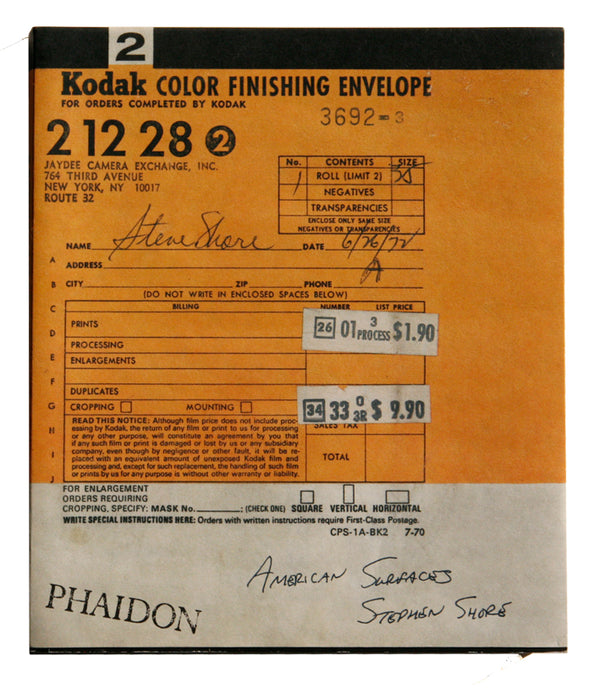 2
Kodak COLOR FINISHING ENVELOPE
FOR ORDERS COMPLETED BY KODAK
3692-3
2 12 28 2
JAYDEE CAMERA EXCHANGE, INC.
764 THIRD AVENUE
NEW YORK, NY 10017
ROUTE 32
No. CONTENTS SIZE
1 ROLL (LIMIT 2) 35
NEGATIVES
TRANSPARENCIES
ENCLOSE ONLY SAME SIZE
NEGATIVES OR TRANSPARENCIES
NAME Steve Shore DATE 6/26/72
A
ADDRESS
B
CITY ZIP PHONE A
(DO NOT WRITE IN ENCLOSED SPACES BELOW)
C
BILLING NUMBER LIST PRICE
D
PRINTS
26 01 3 PROCESS $1.90
PROCESSING
E
ENLARGEMENTS
F
DUPLICATES
G
CROPPING MOUNTING
34 33 0 3R $ 9.90
H
READ THIS NOTICE: Although film price does not include proc-
essing by Kodak, the return of any film or print to us for processing
or any other purpose, will constitute an agreement by you that
if any such film or print is damaged or lost by us or any subsidiary
company, even though by negligence or other fault, it will be re-
placed with an equivalent amount of unexposed Kodak film and
processing and, except for such replacement, the handling of such film
or prints by us for any purpose is without other warranty or liability.
SALES TAX
TOTAL
I
J
FOR ENLARGEMENT
ORDERS REQUIRING
CROPPING, SPECIFY: MASK No. ; (CHECK ONE) SQUARE VERTICAL HORIZONTAL
WRITE SPECIAL INSTRUCTIONS HERE: Orders with written instructions require First-Class Postage.
CPS-1A-BK2 7-70
AMERICAN SURFACES
STEPHEN SHORE
PHAIDON